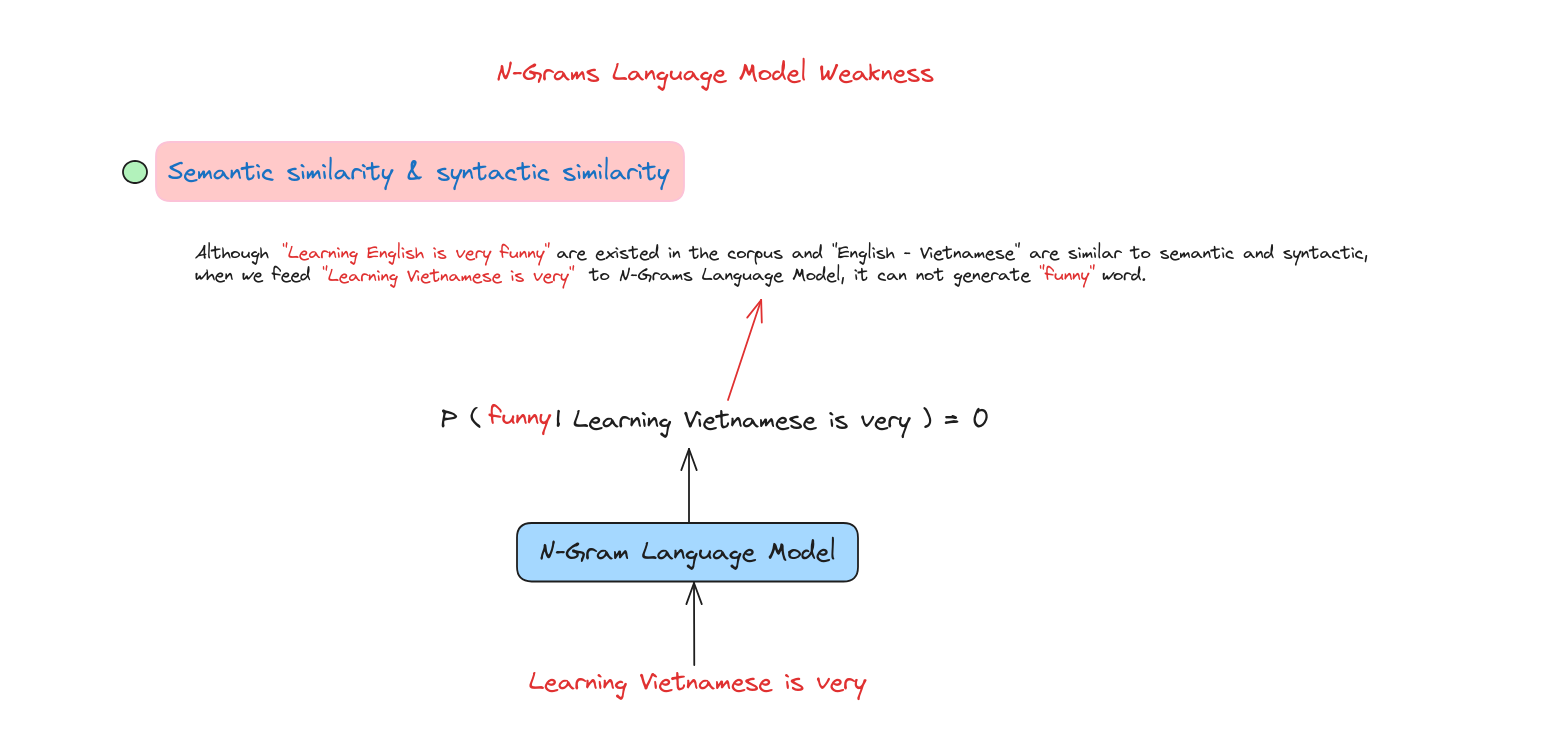 N-Grams Language Model Weakness
Semantic similarity & syntactic similarity
Although "Learning English is very funny" are existed in the corpus and "English - Vietnamese" are similar to semantic and syntactic,
when we feed "Learning Vietnamese is very" to N-Grams Language Model, it can not generate "funny" word.
P ( funny | Learning Vietnamese is very ) = 0
N-Gram Language Model
Learning Vietnamese is very